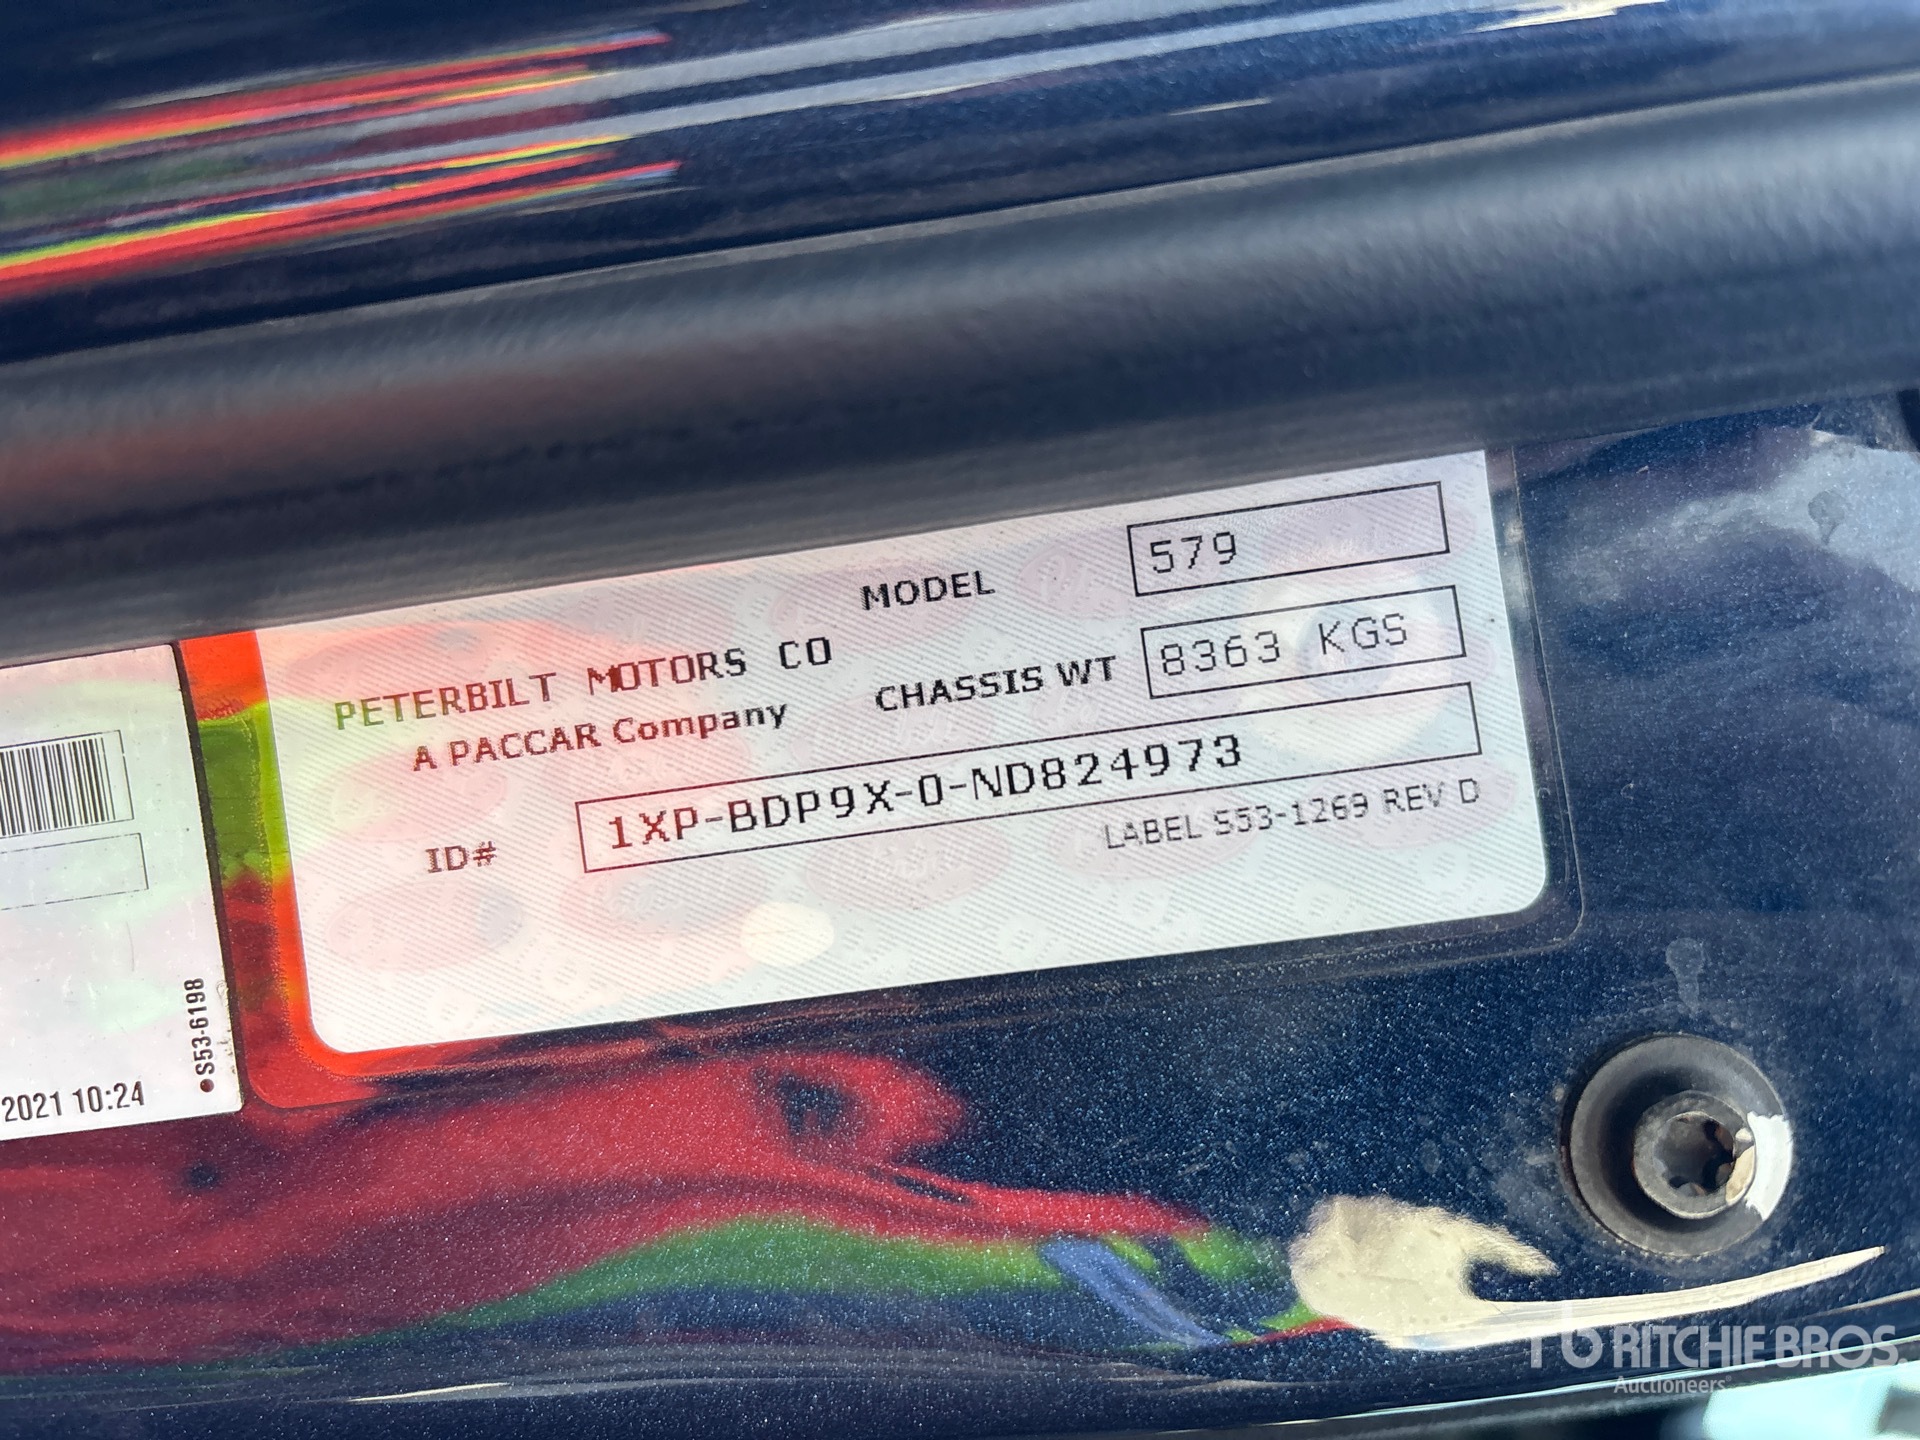 MODEL 579
PETERBILT MOTORS CO
CHASSIS WT 8363 KGS
A PACCAR Company
ID# 1XP-BDP9X-0-ND824973
LABEL S53-1269 REV D
●S53-6198
2021 10:24
rb RITCHIE BROS.
Auctioneers